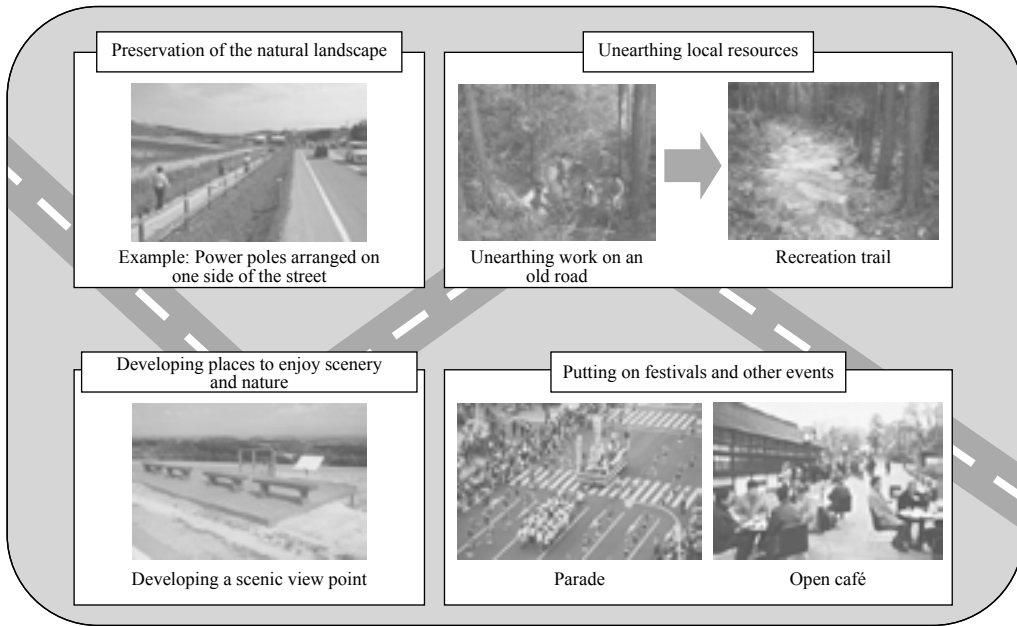 Preservation of the natural landscape
Example: Power poles arranged on
one side of the street
Unearthing local resources
Unearthing work on an
old road
Recreation trail
Developing places to enjoy scenery
and nature
Developing a scenic view point
Putting on festivals and other events
Parade
Open café